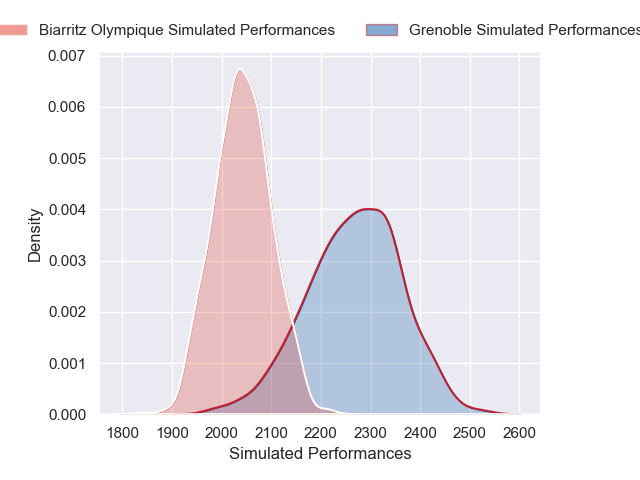 Biarritz Olympique Simulated Performances Grenoble Simulated Performances
0.007
0.006
0.005
0.004
0.003
0.002
0.001
0.000
Density
1800 1900 2000 2100 2200 2300 2400 2500 2600
Simulated Performances